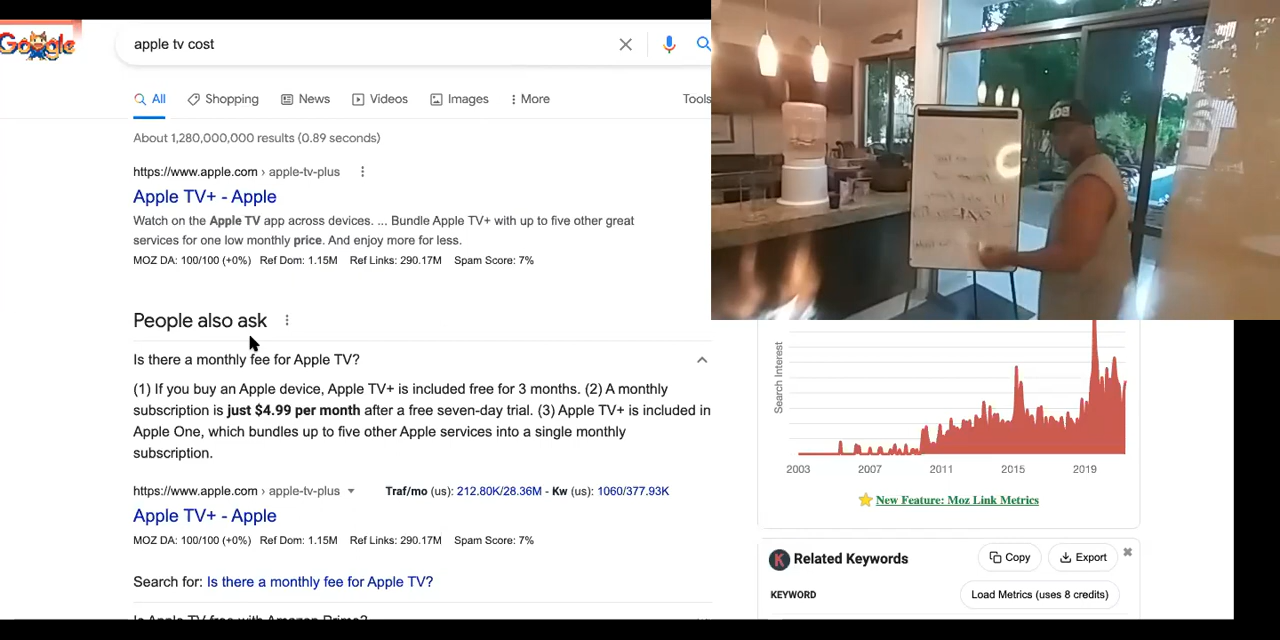 Google
apple tv cost
All
Shopping
News
Videos
Images
More
Tools
About 1,280,000,000 results (0.89 seconds)
https://www.apple.com › apple-tv-plus
Apple TV+ - Apple
Watch on the Apple TV app across devices. ... Bundle Apple TV+ with up to five other great
services for one low monthly price. And enjoy more for less.
MOZ DA: 100/100 (+0%) Ref Dom: 1.15M Ref Links: 290.17M Spam Score: 7%
People also ask
Is there a monthly fee for Apple TV?
(1) If you buy an Apple device, Apple TV+ is included free for 3 months. (2) A monthly
subscription is just $4.99 per month after a free seven-day trial. (3) Apple TV+ is included in
Apple One, which bundles up to five other Apple services into a single monthly
subscription.
https://www.apple.com › apple-tv-plus Traf/mo (us): 212.80K/28.36M - Kw (us): 1060/377.93K
Apple TV+ - Apple
MOZ DA: 100/100 (+0%) Ref Dom: 1.15M Ref Links: 290.17M Spam Score: 7%
Search for: Is there a monthly fee for Apple TV?
Is Apple TV free with Amazon Prime?
Search Interest
2003 2007 2011 2015 2019
New Feature: Moz Link Metrics
K Related Keywords
Copy
Export
KEYWORD
Load Metrics (uses 8 credits)